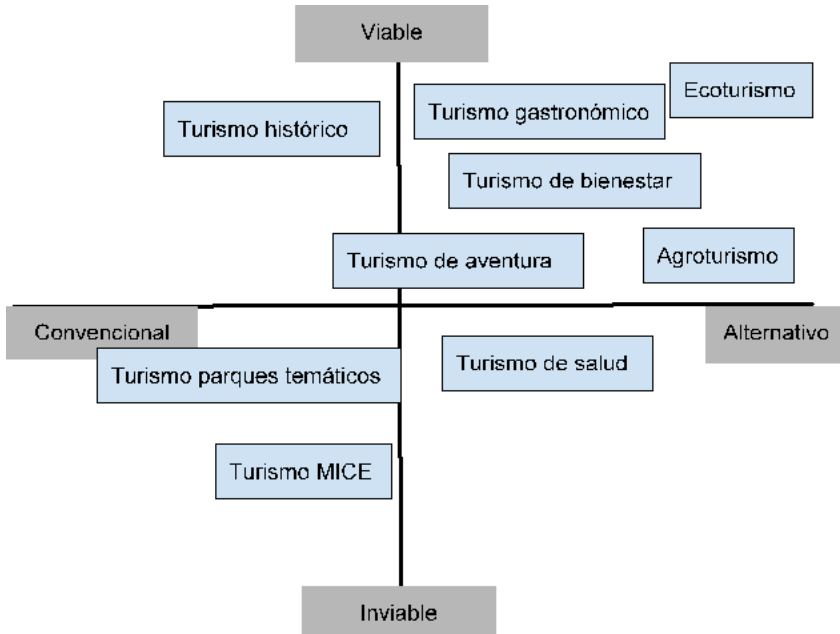 Viable
Ecoturismo
Turismo gastronómico
Turismo histórico
Turismo de bienestar
Turismo de aventura
Agroturismo
Convencional
Alternativo
Turismo parques temáticos
Turismo de salud
Turismo MICE
Inviable